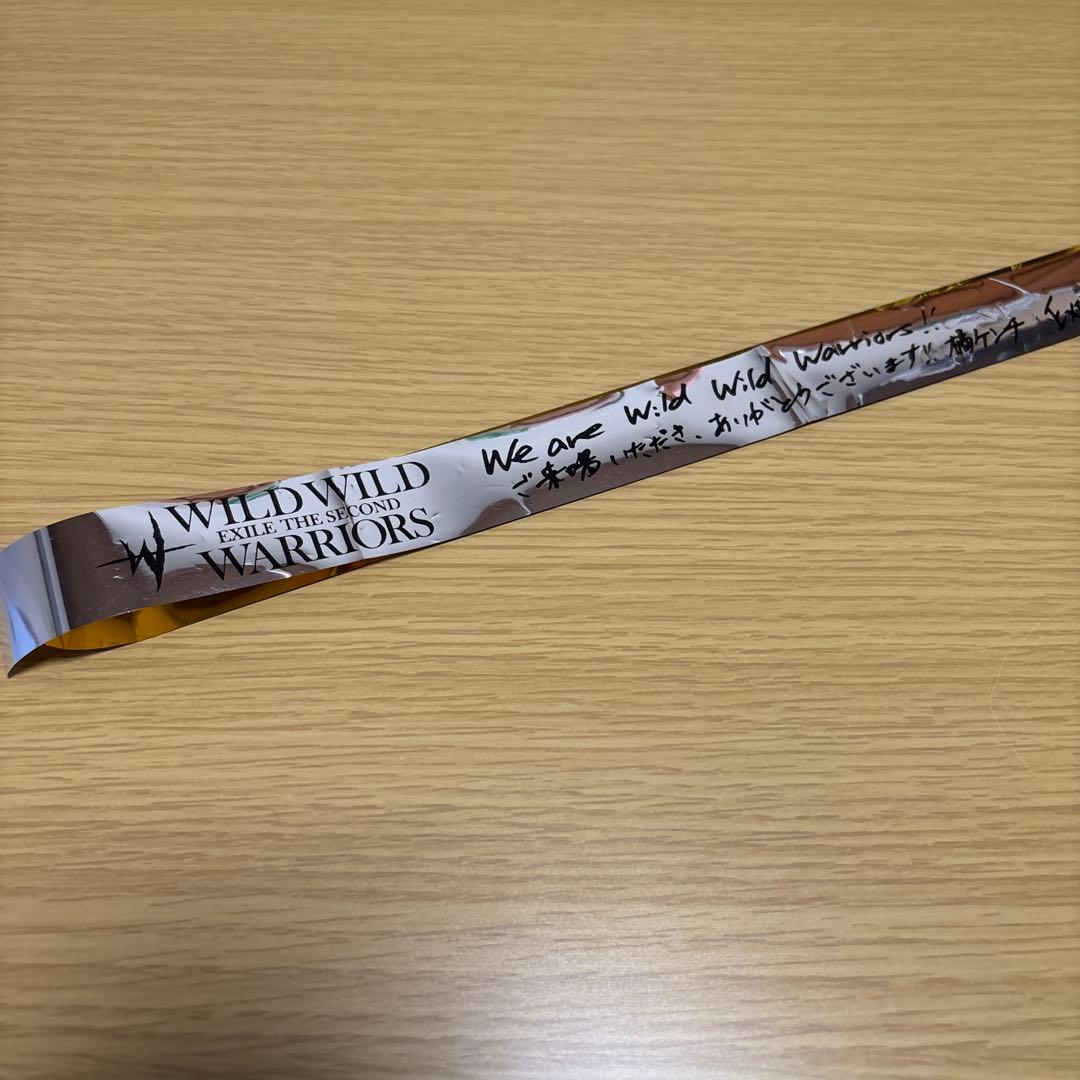 WILD WILD
EXILE THE SECOND
WARRIORS
We are Wild Wild Warriors!!
ご来場いただき、ありがとうございます!! 橘ケンチ